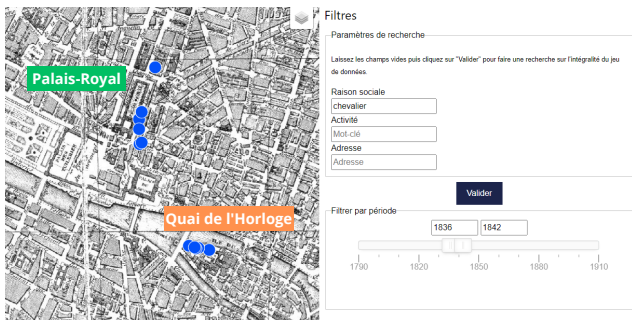 Palais-Royal
Quai de l'Horloge
Filtres
Paramètres de recherche
Laissez les champs vides puis cliquez sur "Valider" pour faire une recherche sur l'intégralité du jeu
de données.
Raison sociale
chevalier
Activité
Mot-clé
Adresse
Adresse
Valider
Filtrer par période
1836 1842
1790 1820 1850 1880 1910